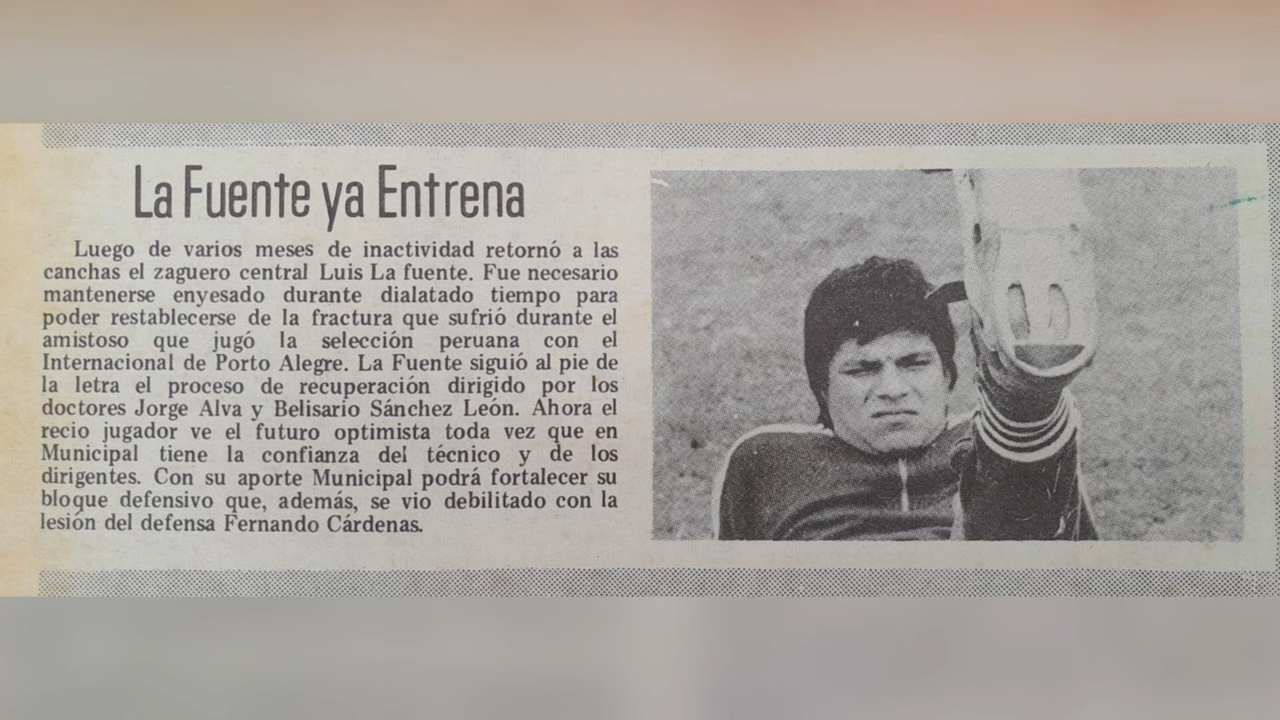 La Fuente ya Entrena
Luego de varios meses de inactividad retornó a las
canchas el zaguero central Luis La fuente. Fue necesario
mantenerse enyesado durante dialatado tiempo para
poder restablecerse de la fractura que sufrió durante el
amistoso que jugó la selección peruana con el
Internacional de Porto Alegre. La Fuente siguió al pie de
la letra el proceso de recuperación dirigido por los
doctores Jorge Alva y Belisario Sánchez León. Ahora el
recio jugador ve el futuro optimista toda vez que en
Municipal tiene la confianza del técnico y de los
dirigentes. Con su aporte Municipal podrá fortalecer su
bloque defensivo que, además, se vio debilitado con la
lesión del defensa Fernando Cárdenas.